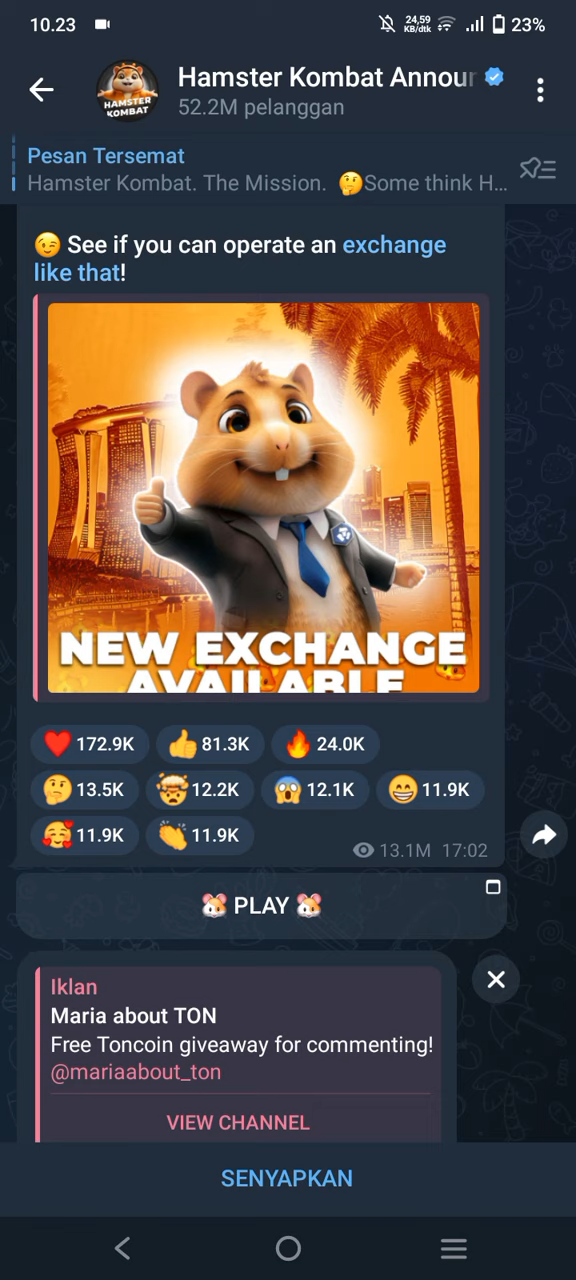 10.23
24,59
KB/dtk
23%
HAMSTER
KOMBAT
Hamster Kombat Annour
52.2M pelanggan
Pesan Tersemat
Hamster Kombat. The Mission. 🤔Some think H...
😉 See if you can operate an exchange
like that!
NEW EXCHANGE
AVAILABLE
❤️ 172.9K 👍 81.3K 🔥 24.0K
🤔 13.5K 🤯 12.2K 😱 12.1K 😁 11.9K
🥰 11.9K 👏 11.9K
13.1M 17:02
🐹 PLAY 🐹
Iklan
Maria about TON
Free Toncoin giveaway for commenting!
@mariaabout_ton
VIEW CHANNEL
SENYAPKAN